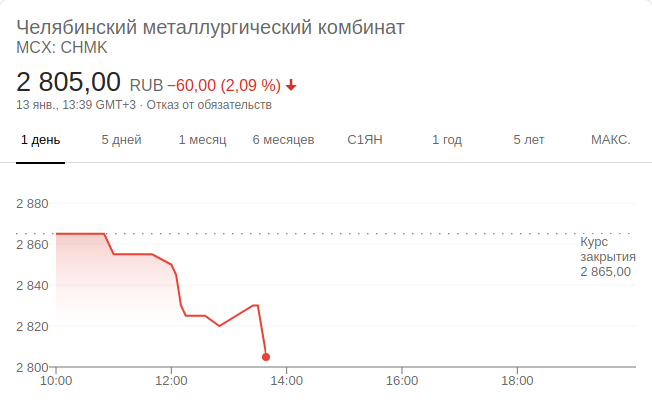 Челябинский металлургический комбинат
MCX: CHMK
2 805,00 RUB −60,00 (2,09 %)
13 янв., 13:39 GMT+3 · Отказ от обязательств
1 день 5 дней 1 месяц 6 месяцев С1ЯН 1 год 5 лет МАКС.
2 880
2 860
2 840
2 820
2 800
Курс
закрытия
2 865,00
10:00 12:00 14:00 16:00 18:00